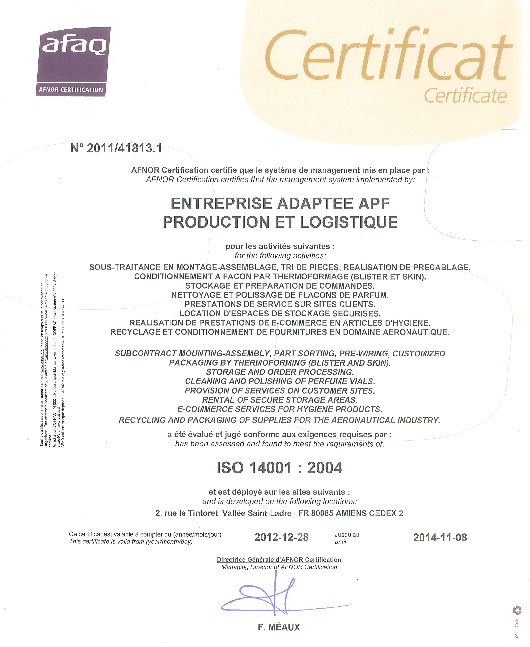 afaq
AFNOR CERTIFICATION
Certificat
Certificate
N° 2011/41813.1
AFNOR Certification certifie que le système de management mis en place par :
AFNOR Certification certifies that the management system implemented by:
ENTREPRISE ADAPTEE APF
PRODUCTION ET LOGISTIQUE
pour les activités suivantes :
for the following activities:
SOUS-TRAITANCE EN MONTAGE-ASSEMBLAGE, TRI DE PIECES, REALISATION DE PRECABLAGE,
CONDITIONNEMENT A FACON PAR THERMOFORMAGE (BLISTER ET SKIN).
STOCKAGE ET PREPARATION DE COMMANDES.
NETTOYAGE ET POLISSAGE DE FLACONS DE PARFUM.
PRESTATIONS DE SERVICE SUR SITES CLIENTS.
LOCATION D'ESPACES DE STOCKAGE SECURISES.
REALISATION DE PRESTATIONS DE E-COMMERCE EN ARTICLES D'HYGIENE.
RECYCLAGE ET CONDITIONNEMENT DE FOURNITURES EN DOMAINE AERONAUTIQUE.
SUBCONTRACT MOUNTING-ASSEMBLY, PART SORTING, PRE-WIRING, CUSTOMIZED
PACKAGING BY THERMOFORMING (BLISTER AND SKIN).
STORAGE AND ORDER PROCESSING.
CLEANING AND POLISHING OF PERFUME VIALS.
PROVISION OF SERVICES ON CUSTOMER SITES.
RENTAL OF SECURE STORAGE AREAS.
E-COMMERCE SERVICES FOR HYGIENE PRODUCTS.
RECYCLING AND PACKAGING OF SUPPLIES FOR THE AERONAUTICAL INDUSTRY.
a été évalué et jugé conforme aux exigences requises par :
has been assessed and found to meet the requirements of:
ISO 14001 : 2004
et est déployé sur les sites suivants :
and is developed on the following locations:
2, rue le Tintoret Vallée Saint-Ladre FR 80085 AMIENS CEDEX 2
Ce certificat est valable à compter du (année/mois/jour)
This certificate is valid from (year/month/day)
2012-12-28
jusqu'au
until
2014-11-08
Directrice Générale d'AFNOR Certification
Managing Director of AFNOR Certification
F. MÉAUX